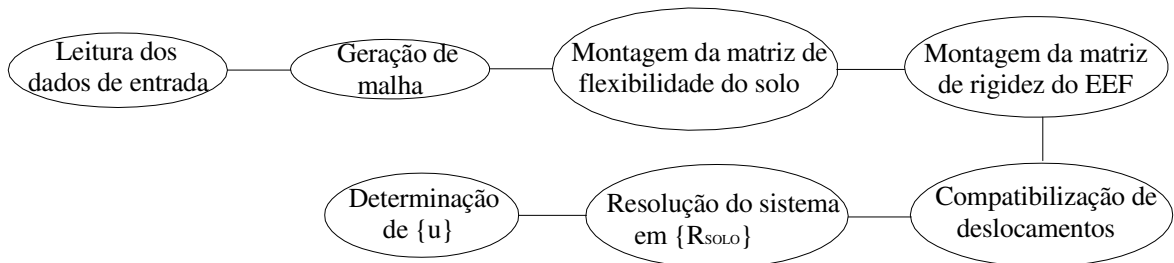 Leitura dos
dados de entrada
Geração de
malha
Montagem da matriz de
flexibilidade do solo
Montagem da matriz
de rigidez do EEF
Compatibilização de
deslocamentos
Resolução do sistema
em {RSOLO}
Determinação
de {u}